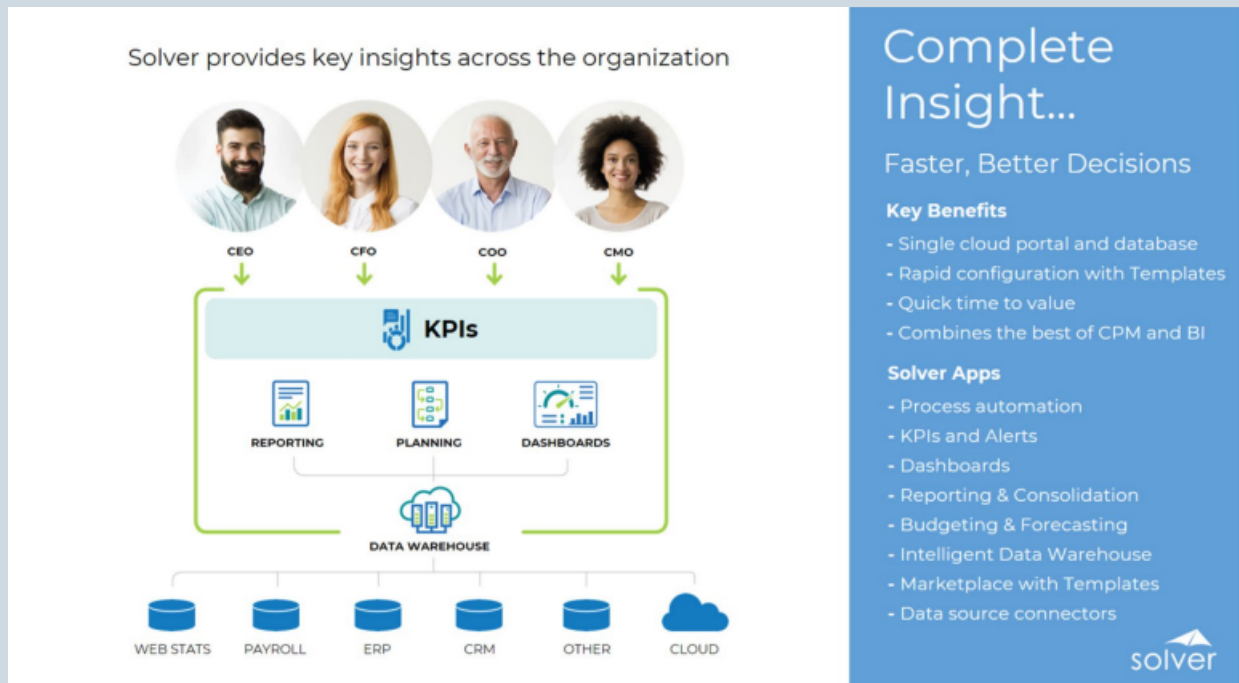 Solver provides key insights across the organization
CEO
CFO
COO
CMO
KPIs
REPORTING
PLANNING
DASHBOARDS
DATA WAREHOUSE
WEB STATS
PAYROLL
ERP
CRM
OTHER
CLOUD
Complete
Insight...
Faster, Better Decisions
Key Benefits
- Single cloud portal and database
- Rapid configuration with Templates
- Quick time to value
- Combines the best of CPM and BI
Solver Apps
- Process automation
- KPIs and Alerts
- Dashboards
- Reporting & Consolidation
- Budgeting & Forecasting
- Intelligent Data Warehouse
- Marketplace with Templates
- Data source connectors
solver